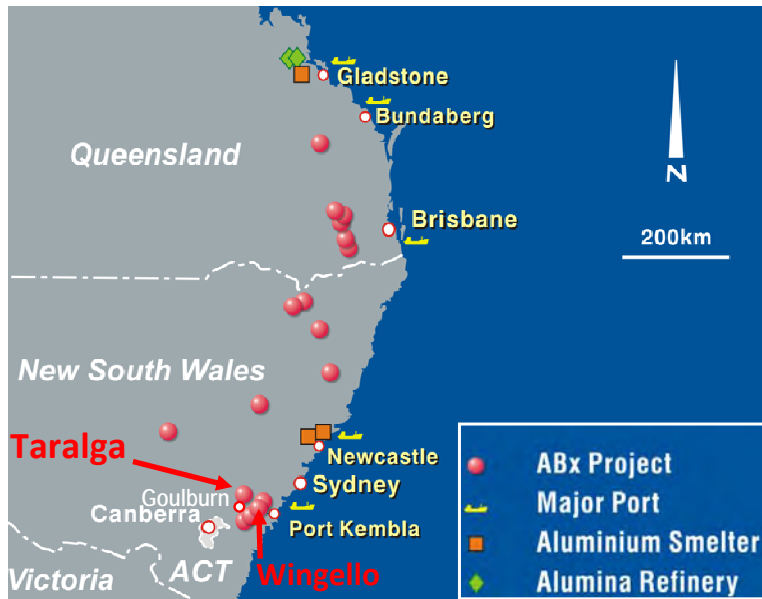 Gladstone
Bundaberg
Queensland
N
Brisbane
200km
New South Wales
Taralga
Newcastle
Sydney
Goulburn
Canberra
Port Kembla
ACT
Wingello
Victoria
ABx Project
Major Port
Aluminium Smelter
Alumina Refinery